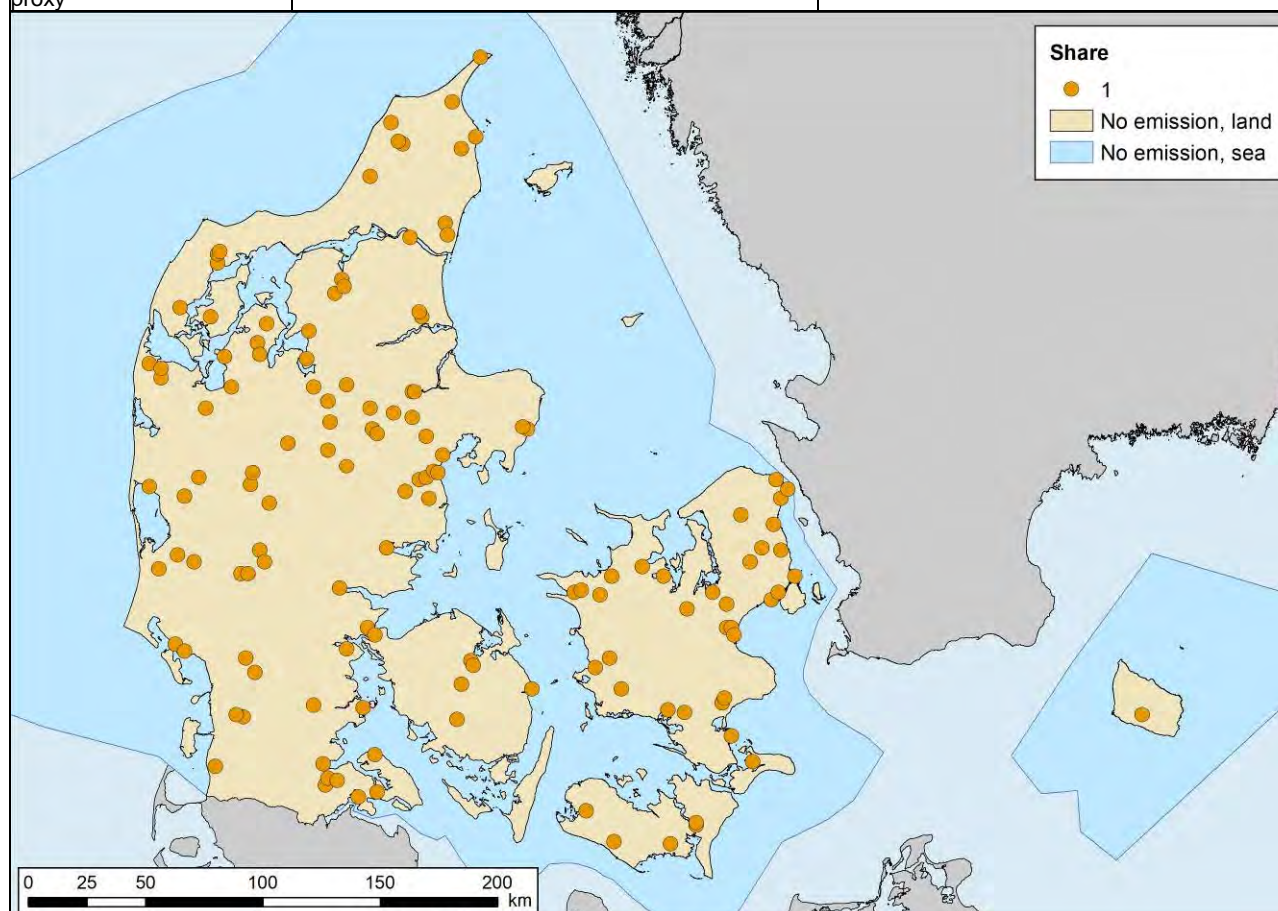 proxy
Share
1
No emission, land
No emission, sea
0 25 50 100 150 200
km